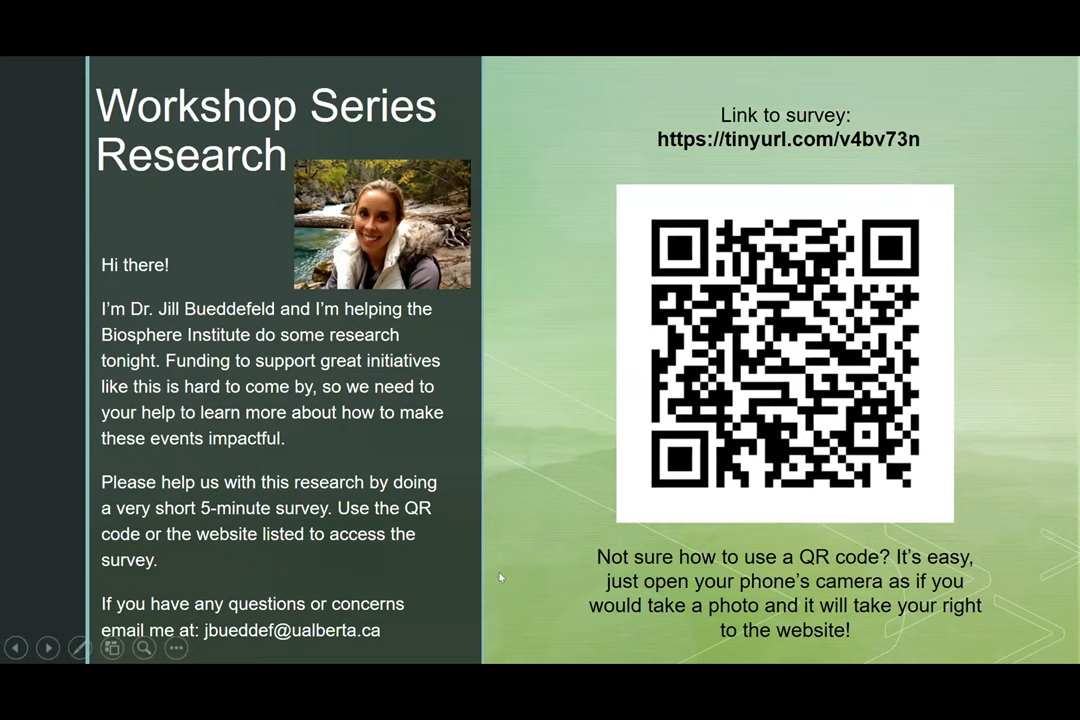 Workshop Series
Research
Hi there!
I’m Dr. Jill Bueddefeld and I’m helping the
Biosphere Institute do some research
tonight. Funding to support great initiatives
like this is hard to come by, so we need to
your help to learn more about how to make
these events impactful.
Please help us with this research by doing
a very short 5-minute survey. Use the QR
code or the website listed to access the
survey.
If you have any questions or concerns
email me at: jbueddef@ualberta.ca
Link to survey:
https://tinyurl.com/v4bv73n
Not sure how to use a QR code? It’s easy,
just open your phone’s camera as if you
would take a photo and it will take your right
to the website!